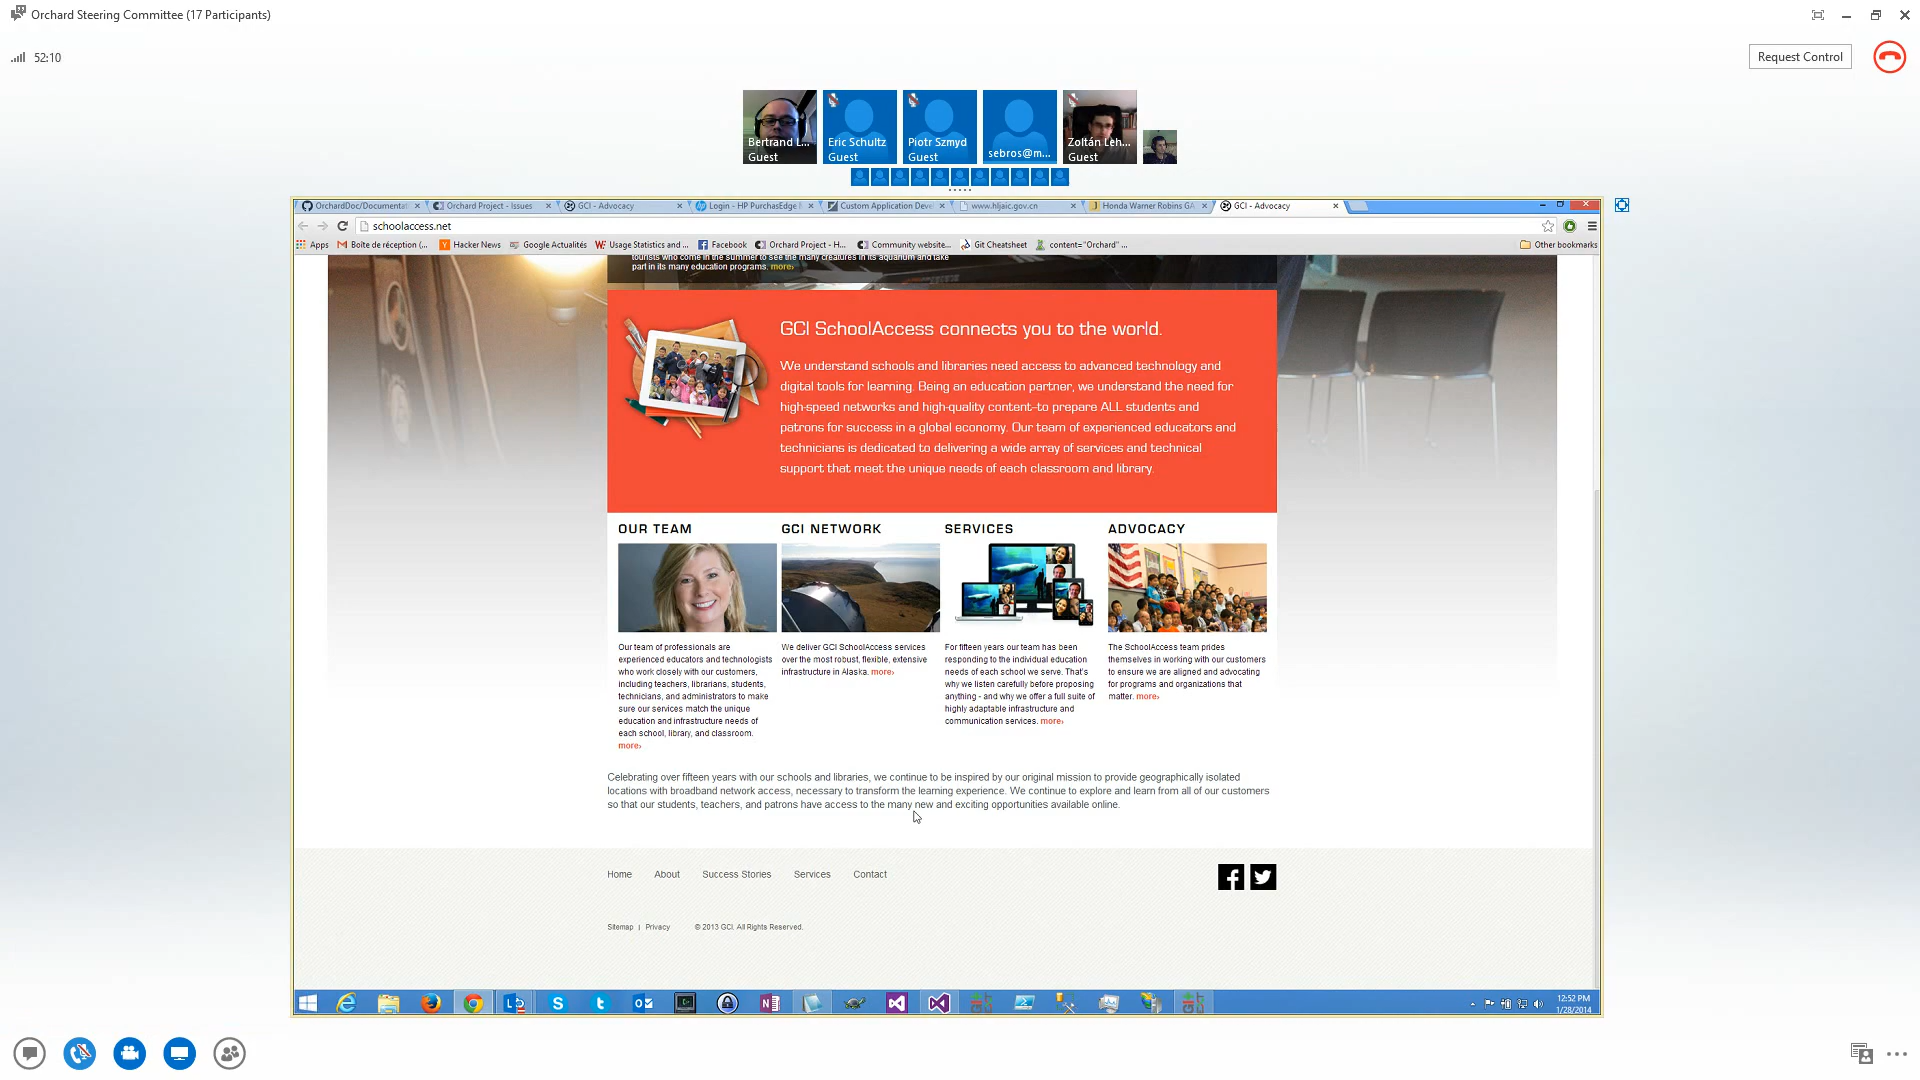 Orchard Steering Committee (17 Participants)
52:10
Request Control
Bertrand L...
Guest
Eric Schultz
Guest
Piotr Szmyd
Guest
sebros@m...
Zoltán Leh...
Guest
OrchardDoc/Documentat
Orchard Project - Issues
GCI - Advocacy
Login - HP PurchasEdge
Custom Application Deve
www.hljaic.gov.cn
Honda Warner Robins GA
GCI - Advocacy
schoolaccess.net
Apps
Boîte de réception (...
Hacker News
Google Actualités
Usage Statistics and ...
Facebook
Orchard Project - H...
Community website...
Git Cheatsheet
content="Orchard" ...
Other bookmarks
tourists who come in the summer to see the many creatures in its aquarium and take
part in its many education programs. more›
GCI SchoolAccess connects you to the world.
We understand schools and libraries need access to advanced technology and
digital tools for learning. Being an education partner, we understand the need for
high-speed networks and high-quality content–to prepare ALL students and
patrons for success in a global economy. Our team of experienced educators and
technicians is dedicated to delivering a wide array of services and technical
support that meet the unique needs of each classroom and library.
OUR TEAM
Our team of professionals are
experienced educators and technologists
who work closely with our customers,
including teachers, librarians, students,
technicians, and administrators to make
sure our services match the unique
education and infrastructure needs of
each school, library, and classroom.
more›
GCI NETWORK
We deliver GCI SchoolAccess services
over the most robust, flexible, extensive
infrastructure in Alaska. more›
SERVICES
For fifteen years our team has been
responding to the individual education
needs of each school we serve. That's
why we listen carefully before proposing
anything - and why we offer a full suite of
highly adaptable infrastructure and
communication services. more›
ADVOCACY
The SchoolAccess team prides
themselves in working with our customers
to ensure we are aligned and advocating
for programs and organizations that
matter. more›
Celebrating over fifteen years with our schools and libraries, we continue to be inspired by our original mission to provide geographically isolated
locations with broadband network access, necessary to transform the learning experience. We continue to explore and learn from all of our customers
so that our students, teachers, and patrons have access to the many new and exciting opportunities available online.
Home About Success Stories Services Contact
Sitemap | Privacy © 2013 GCI. All Rights Reserved.
12:52 PM
1/28/2014